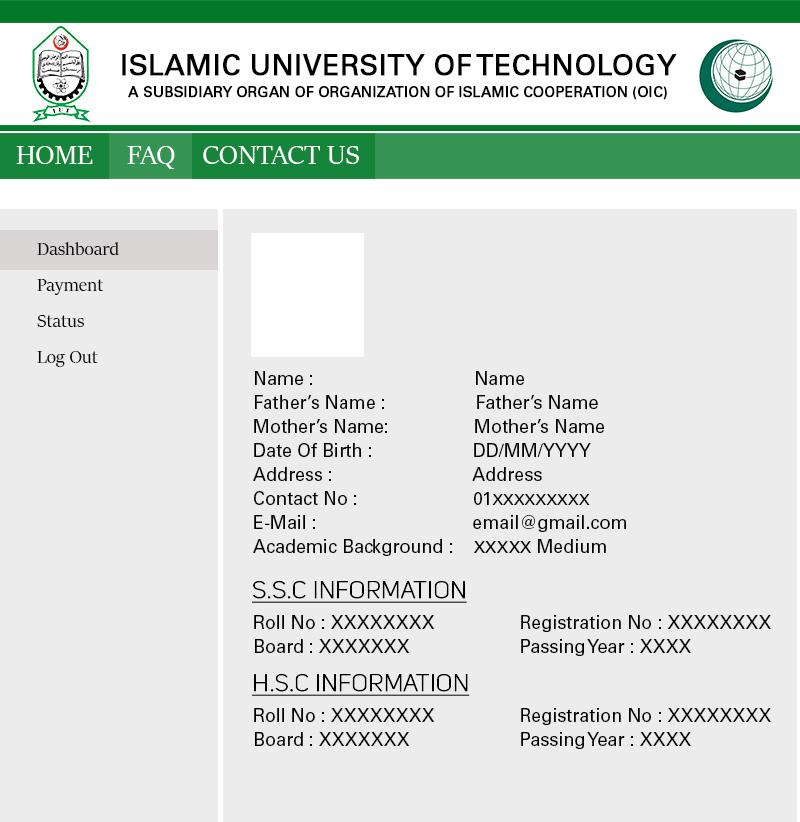 ISLAMIC UNIVERSITY OF TECHNOLOGY
A SUBSIDIARY ORGAN OF ORGANIZATION OF ISLAMIC COOPERATION (OIC)
IUT
HOME FAQ CONTACT US
Dashboard
Payment
Status
Log Out
Name : Name
Father’s Name : Father’s Name
Mother’s Name: Mother’s Name
Date Of Birth : DD/MM/YYYY
Address : Address
Contact No : 01XXXXXXXXX
E-Mail : email@gmail.com
Academic Background : XXXXX Medium
S.S.C INFORMATION
Roll No : XXXXXXXX Registration No : XXXXXXXX
Board : XXXXXXX Passing Year : XXXX
H.S.C INFORMATION
Roll No : XXXXXXXX Registration No : XXXXXXXX
Board : XXXXXXX Passing Year : XXXX